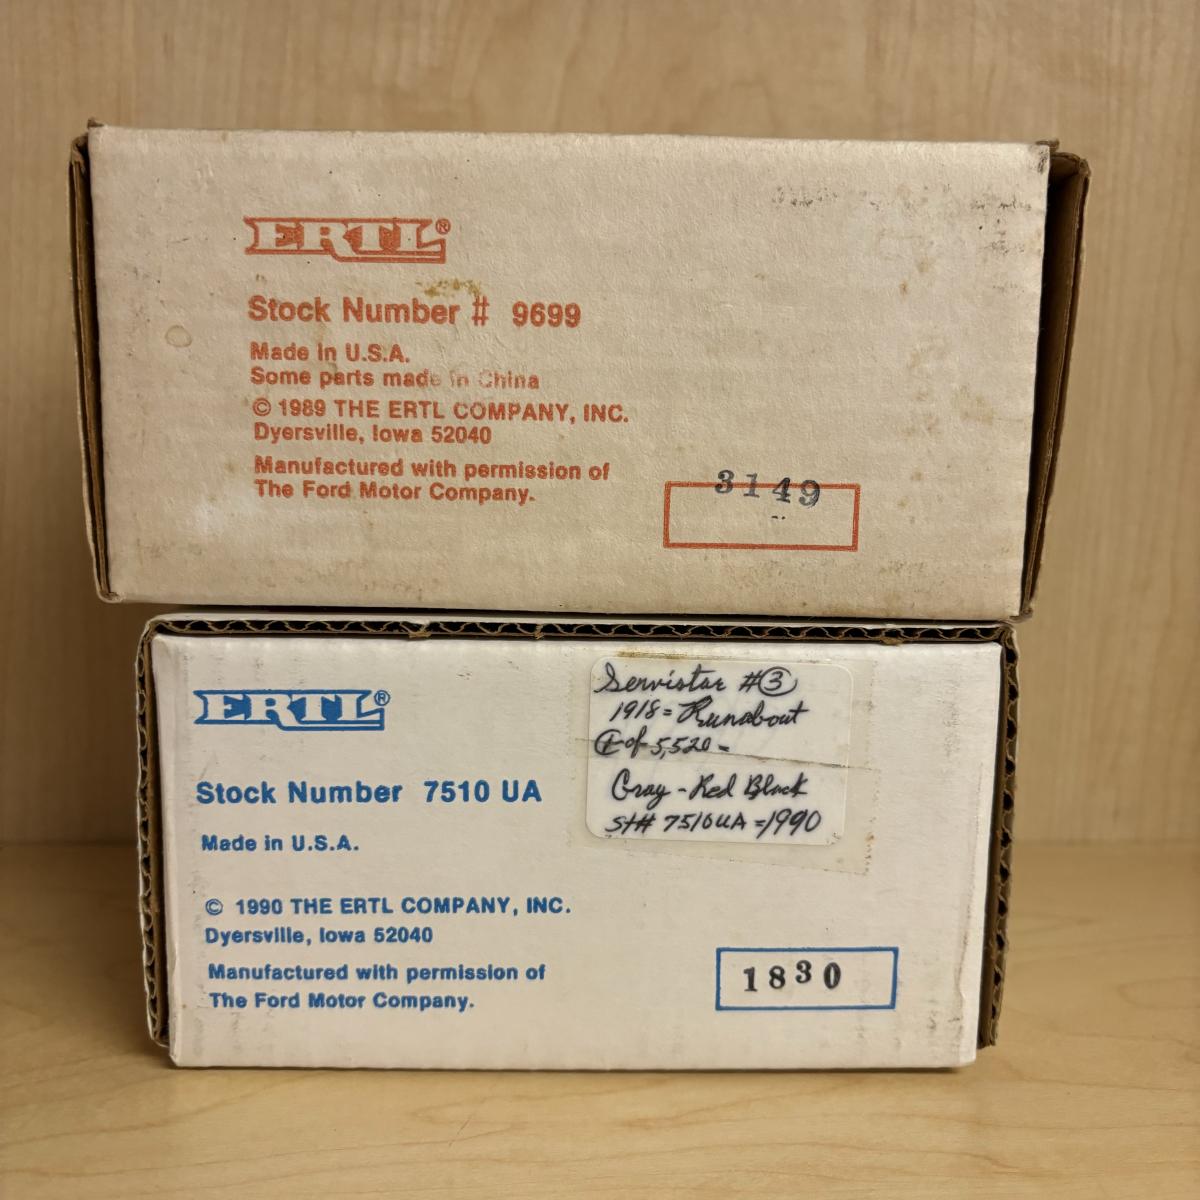 ERTL®
Stock Number # 9699
Made in U.S.A.
Some parts made in China
© 1989 THE ERTL COMPANY, INC.
Dyersville, Iowa 52040
Manufactured with permission of
The Ford Motor Company.
3149
ERTL®
Stock Number 7510 UA
Made in U.S.A.
© 1990 THE ERTL COMPANY, INC.
Dyersville, Iowa 52040
Manufactured with permission of
The Ford Motor Company.
Servistar #3
1918 = Runabout
1 of 5,520 -
Gray - Red Black
St# 7510UA = 1990
1830